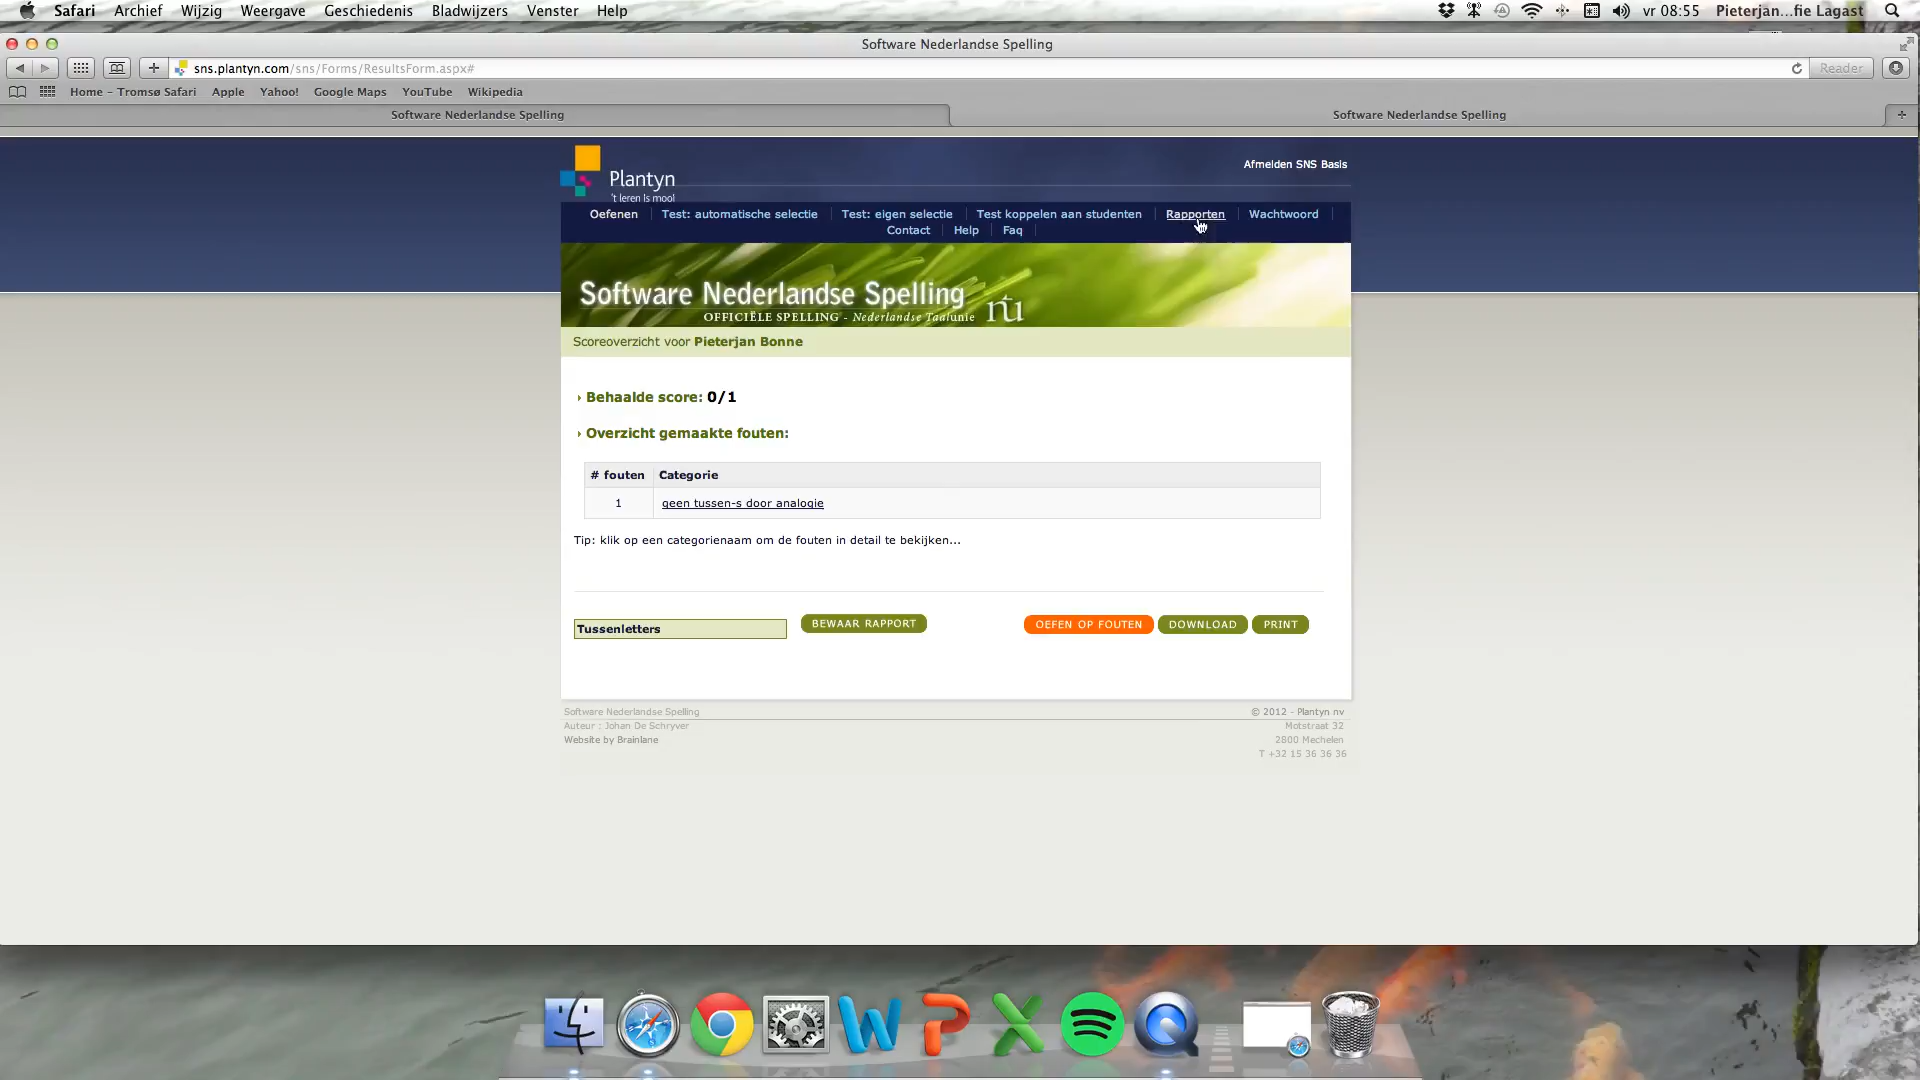 Safari Archief Wijzig Weergave Geschiedenis Bladwijzers Venster Help vr 08:55 Pieterjan...fie Lagast
Software Nederlandse Spelling
sns.plantyn.com/sns/Forms/ResultsForm.aspx# Reader
Home – Tromsø Safari Apple Yahoo! Google Maps YouTube Wikipedia
Software Nederlandse Spelling Software Nederlandse Spelling
Afmelden SNS Basis
Plantyn
't leren is mooi
Oefenen Test: automatische selectie Test: eigen selectie Test koppelen aan studenten Rapporten Wachtwoord
Contact Help Faq
Software Nederlandse Spelling nu
OFFICIËLE SPELLING - Nederlandse Taalunie
Scoreoverzicht voor Pieterjan Bonne
Behaalde score: 0/1
Overzicht gemaakte fouten:
# fouten Categorie
1 geen tussen-s door analogie
Tip: klik op een categorienaam om de fouten in detail te bekijken...
Tussenletters BEWAAR RAPPORT OEFEN OP FOUTEN DOWNLOAD PRINT
Software Nederlandse Spelling © 2012 - Plantyn nv
Auteur : Johan De Schryver Motstraat 32
Website by Brainlane 2800 Mechelen
T +32 15 36 36 36